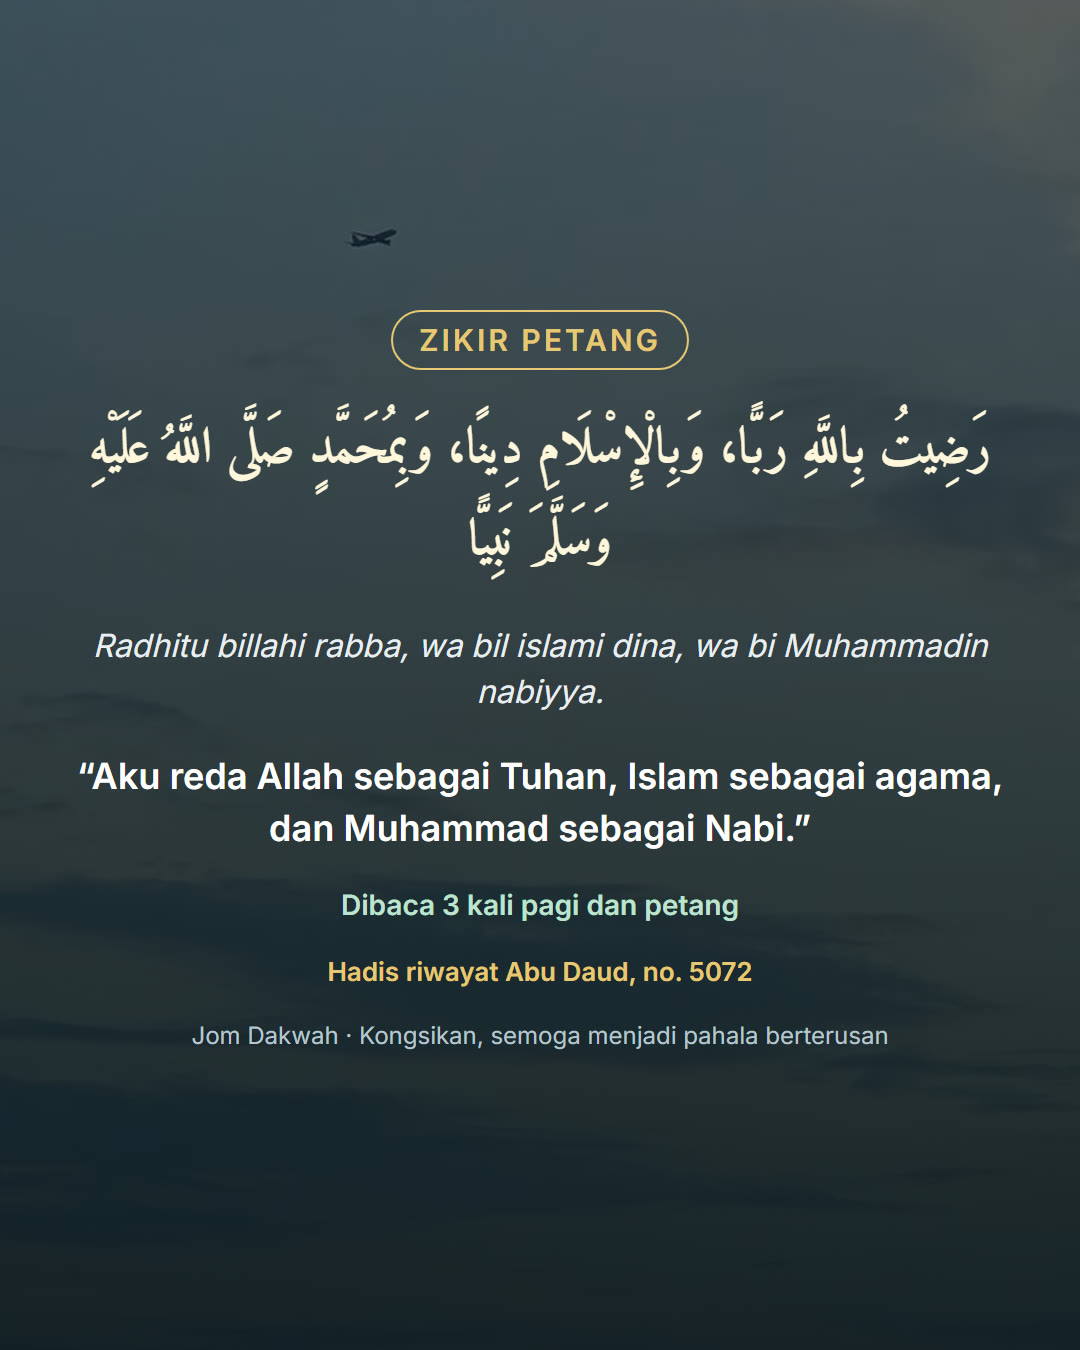 ZIKIR PETANG
رَضِيتُ بِاللَّهِ رَبًّا، وَبِالْإِسْلَامِ دِينًا، وَبِمُحَمَّدٍ صَلَّى اللَّهُ عَلَيْهِ
وَسَلَّمَ نَبِيًّا
Radhitu billahi rabba, wa bil islami dina, wa bi Muhammadin
nabiyya.
“Aku reda Allah sebagai Tuhan, Islam sebagai agama,
dan Muhammad sebagai Nabi.”
Dibaca 3 kali pagi dan petang
Hadis riwayat Abu Daud, no. 5072
Jom Dakwah · Kongsikan, semoga menjadi pahala berterusan